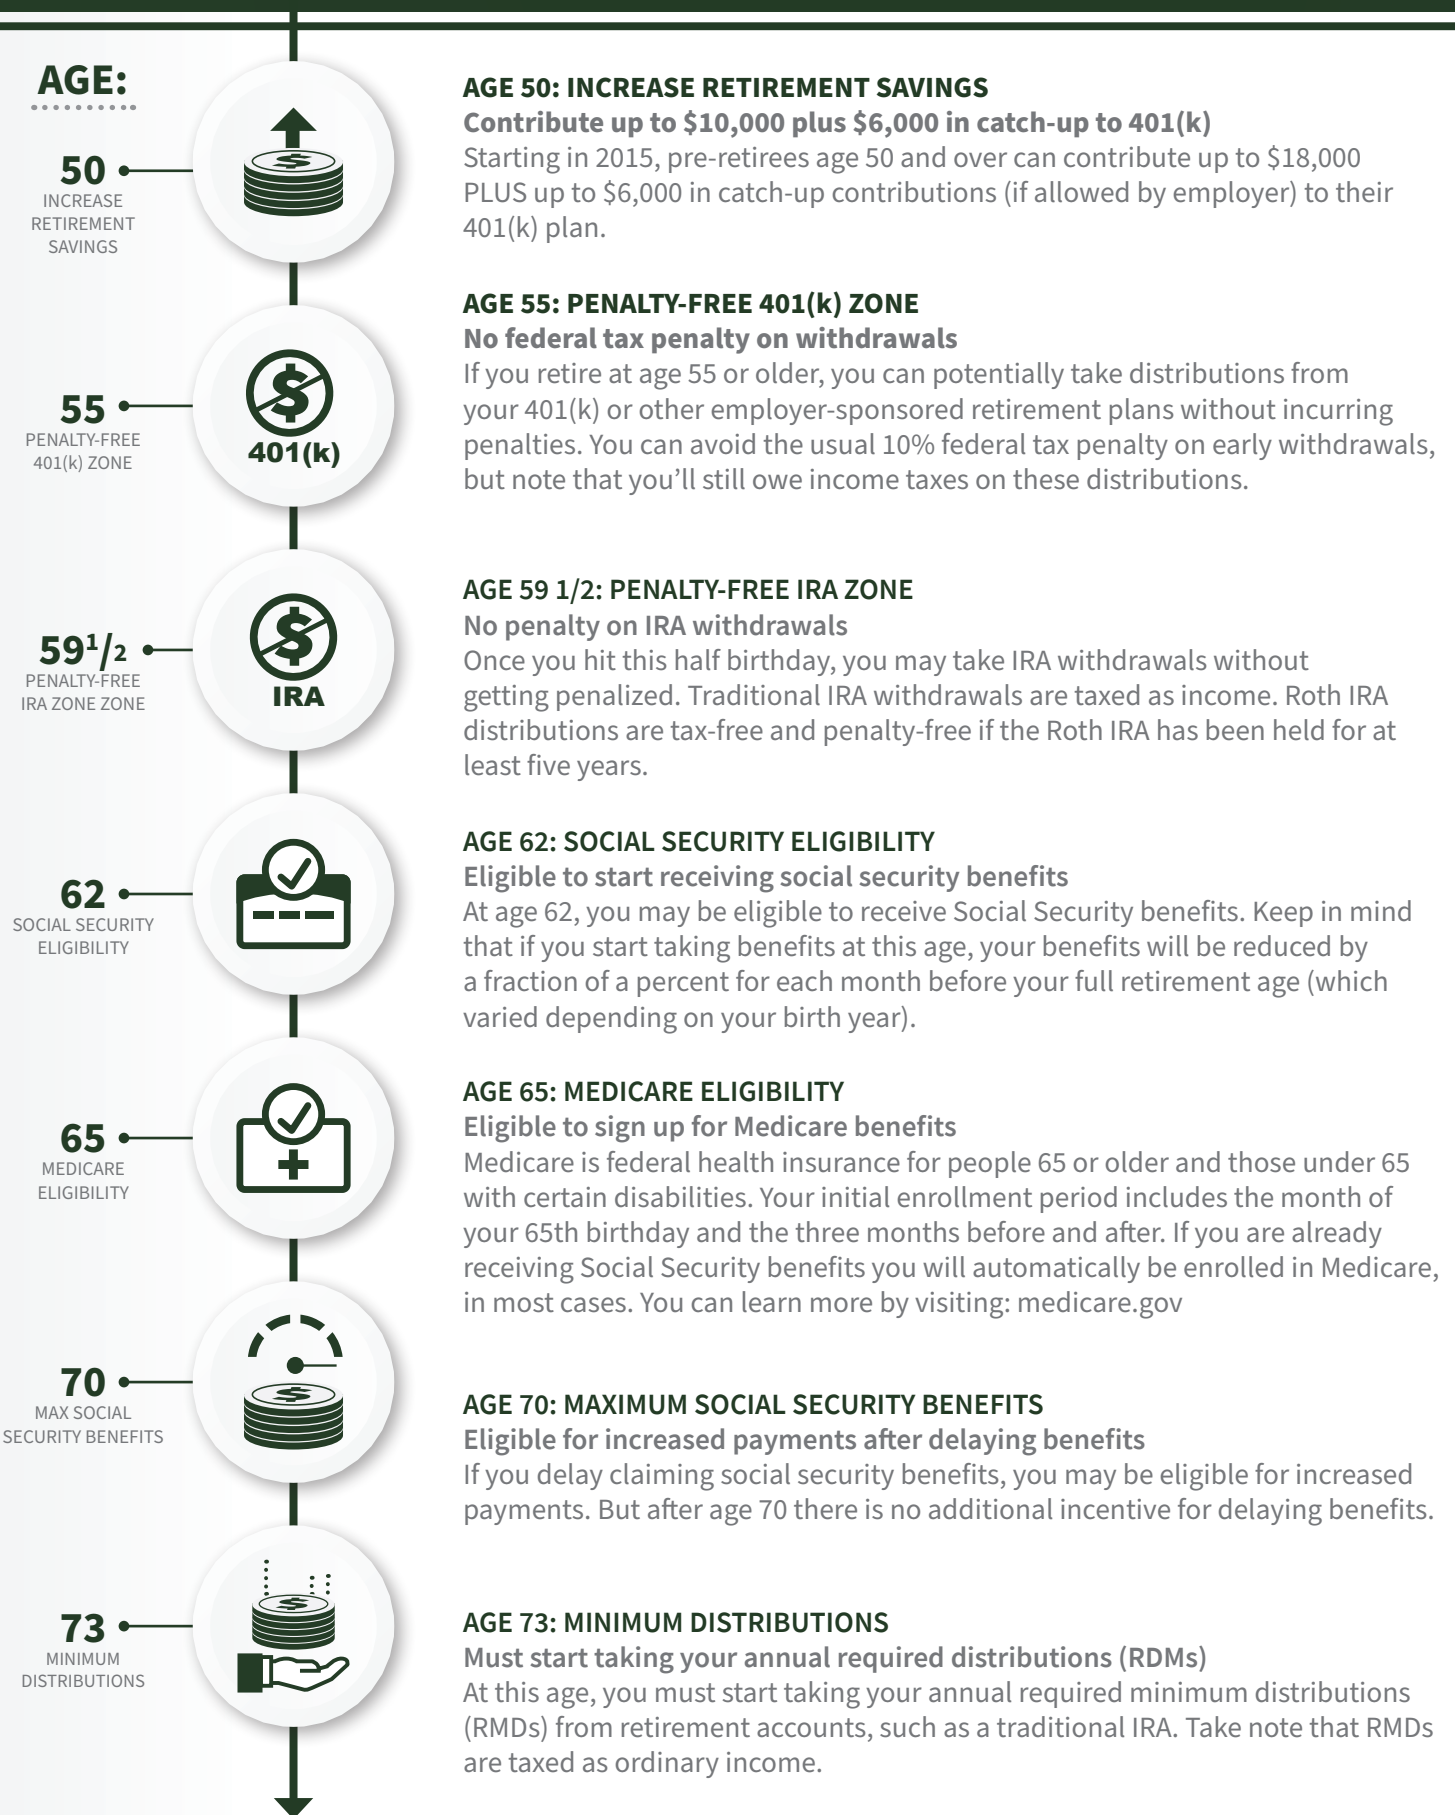 AGE:
50
INCREASE
RETIREMENT
SAVINGS
AGE 50: INCREASE RETIREMENT SAVINGS
Contribute up to $10,000 plus $6,000 in catch-up to 401(k)
Starting in 2015, pre-retirees age 50 and over can contribute up to $18,000
PLUS up to $6,000 in catch-up contributions (if allowed by employer) to their
401(k) plan.
55
PENALTY-FREE
401(k) ZONE
$
401(k)
AGE 55: PENALTY-FREE 401(k) ZONE
No federal tax penalty on withdrawals
If you retire at age 55 or older, you can potentially take distributions from
your 401(k) or other employer-sponsored retirement plans without incurring
penalties. You can avoid the usual 10% federal tax penalty on early withdrawals,
but note that you’ll still owe income taxes on these distributions.
59 1/2
PENALTY-FREE
IRA ZONE ZONE
$
IRA
AGE 59 1/2: PENALTY-FREE IRA ZONE
No penalty on IRA withdrawals
Once you hit this half birthday, you may take IRA withdrawals without
getting penalized. Traditional IRA withdrawals are taxed as income. Roth IRA
distributions are tax-free and penalty-free if the Roth IRA has been held for at
least five years.
62
SOCIAL SECURITY
ELIGIBILITY
AGE 62: SOCIAL SECURITY ELIGIBILITY
Eligible to start receiving social security benefits
At age 62, you may be eligible to receive Social Security benefits. Keep in mind
that if you start taking benefits at this age, your benefits will be reduced by
a fraction of a percent for each month before your full retirement age (which
varied depending on your birth year).
65
MEDICARE
ELIGIBILITY
AGE 65: MEDICARE ELIGIBILITY
Eligible to sign up for Medicare benefits
Medicare is federal health insurance for people 65 or older and those under 65
with certain disabilities. Your initial enrollment period includes the month of
your 65th birthday and the three months before and after. If you are already
receiving Social Security benefits you will automatically be enrolled in Medicare,
in most cases. You can learn more by visiting: medicare.gov
70
MAX SOCIAL
SECURITY BENEFITS
AGE 70: MAXIMUM SOCIAL SECURITY BENEFITS
Eligible for increased payments after delaying benefits
If you delay claiming social security benefits, you may be eligible for increased
payments. But after age 70 there is no additional incentive for delaying benefits.
73
MINIMUM
DISTRIBUTIONS
AGE 73: MINIMUM DISTRIBUTIONS
Must start taking your annual required distributions (RDMs)
At this age, you must start taking your annual required minimum distributions
(RMDs) from retirement accounts, such as a traditional IRA. Take note that RMDs
are taxed as ordinary income.